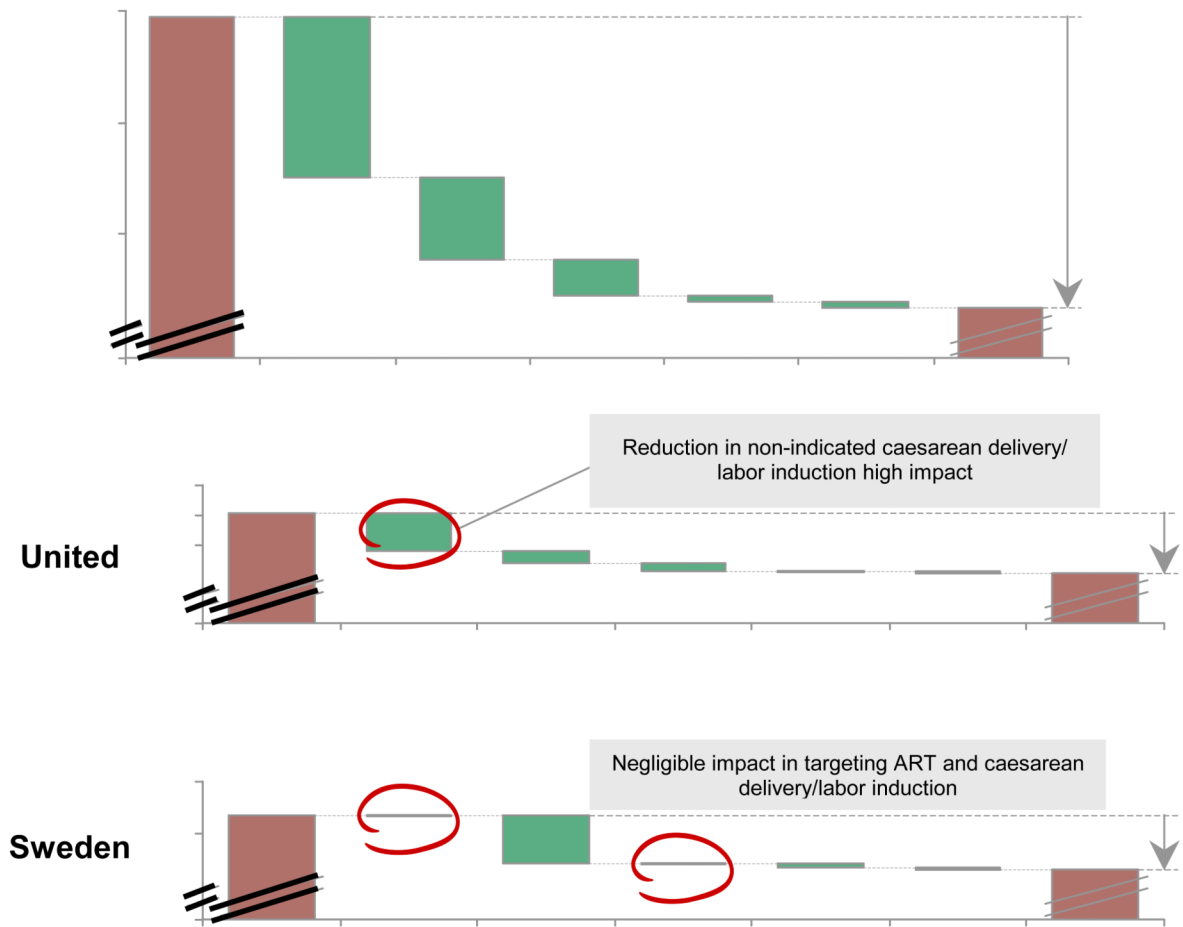 Reduction in non-indicated caesarean delivery/
labor induction high impact
United
Negligible impact in targeting ART and caesarean
delivery/labor induction
Sweden